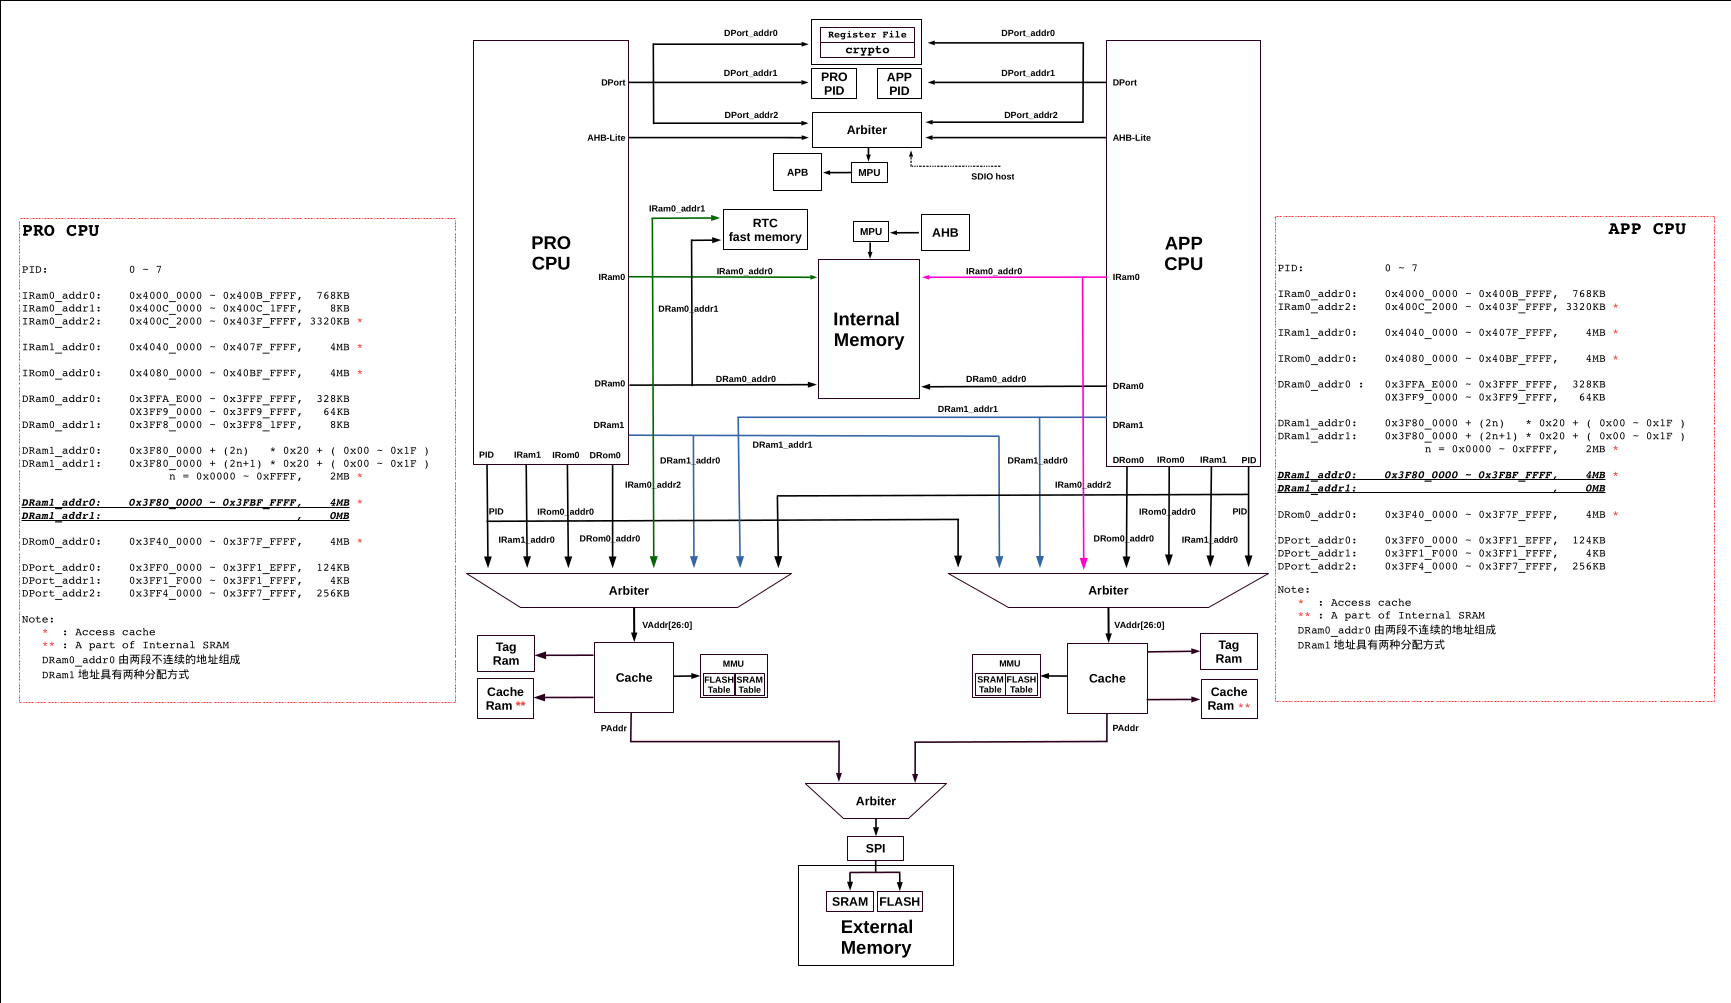 PRO CPU
PID: 0 ~ 7
IRam0_addr0: 0x4000_0000 ~ 0x400B_FFFF, 768KB
IRam0_addr1: 0x400C_0000 ~ 0x400C_1FFF, 8KB
IRam0_addr2: 0x400C_2000 ~ 0x403F_FFFF, 3320KB *
IRam1_addr0: 0x4040_0000 ~ 0x407F_FFFF, 4MB *
IRom0_addr0: 0x4080_0000 ~ 0x40BF_FFFF, 4MB *
DRam0_addr0: 0x3FFA_E000 ~ 0x3FFF_FFFF, 328KB
0X3FF9_0000 ~ 0x3FF9_FFFF, 64KB
DRam0_addr1: 0x3FF8_0000 ~ 0x3FF8_1FFF, 8KB
DRam1_addr0: 0x3F80_0000 + (2n) * 0x20 + ( 0x00 ~ 0x1F )
DRam1_addr1: 0x3F80_0000 + (2n+1) * 0x20 + ( 0x00 ~ 0x1F )
n = 0x0000 ~ 0xFFFF, 2MB *
DRam1_addr0: 0x3F80_0000 ~ 0x3FBF_FFFF, 4MB *
DRam1_addr1: , 0MB
DRom0_addr0: 0x3F40_0000 ~ 0x3F7F_FFFF, 4MB *
DPort_addr0: 0x3FF0_0000 ~ 0x3FF1_EFFF, 124KB
DPort_addr1: 0x3FF1_F000 ~ 0x3FF1_FFFF, 4KB
DPort_addr2: 0x3FF4_0000 ~ 0x3FF7_FFFF, 256KB
Note:
* : Access cache
** : A part of Internal SRAM
DRam0_addr0 由两段不连续的地址组成
DRam1 地址具有两种分配方式
DPort_addr0
Register File
crypto
DPort_addr0
DPort
DPort_addr1
PRO
PID
APP
PID
DPort_addr1
DPort
DPort_addr2
Arbiter
DPort_addr2
AHB-Lite
AHB-Lite
APB
MPU
SDIO host
IRam0_addr1
RTC
fast memory
MPU
AHB
PRO
CPU
APP
CPU
IRam0
IRam0_addr0
IRam0_addr0
IRam0
DRam0_addr1
Internal
Memory
DRam0
DRam0_addr0
DRam0_addr0
DRam0
DRam1_addr1
DRam1
DRam1_addr1
DRam1
PID IRam1 IRom0 DRom0
DRam1_addr0
DRam1_addr0
DRom0 IRom0 IRam1 PID
IRam0_addr2
IRam0_addr2
PID
IRom0_addr0
IRom0_addr0
PID
IRam1_addr0
DRom0_addr0
DRom0_addr0
IRam1_addr0
Arbiter
Arbiter
VAddr[26:0]
VAddr[26:0]
Tag
Ram
Cache
MMU
FLASH
Table
SRAM
Table
Cache
Ram **
MMU
SRAM
Table
FLASH
Table
Cache
Tag
Ram
Cache
Ram **
PAddr
PAddr
Arbiter
SPI
SRAM
FLASH
External
Memory
APP CPU
PID: 0 ~ 7
IRam0_addr0: 0x4000_0000 ~ 0x400B_FFFF, 768KB
IRam0_addr2: 0x400C_2000 ~ 0x403F_FFFF, 3320KB *
IRam1_addr0: 0x4040_0000 ~ 0x407F_FFFF, 4MB *
IRom0_addr0: 0x4080_0000 ~ 0x40BF_FFFF, 4MB *
DRam0_addr0 : 0x3FFA_E000 ~ 0x3FFF_FFFF, 328KB
0X3FF9_0000 ~ 0x3FF9_FFFF, 64KB
DRam1_addr0: 0x3F80_0000 + (2n) * 0x20 + ( 0x00 ~ 0x1F )
DRam1_addr1: 0x3F80_0000 + (2n+1) * 0x20 + ( 0x00 ~ 0x1F )
n = 0x0000 ~ 0xFFFF, 2MB *
DRam1_addr0: 0x3F80_0000 ~ 0x3FBF_FFFF, 4MB *
DRam1_addr1: , 0MB
DRom0_addr0: 0x3F40_0000 ~ 0x3F7F_FFFF, 4MB *
DPort_addr0: 0x3FF0_0000 ~ 0x3FF1_EFFF, 124KB
DPort_addr1: 0x3FF1_F000 ~ 0x3FF1_FFFF, 4KB
DPort_addr2: 0x3FF4_0000 ~ 0x3FF7_FFFF, 256KB
Note:
* : Access cache
** : A part of Internal SRAM
DRam0_addr0 由两段不连续的地址组成
DRam1 地址具有两种分配方式